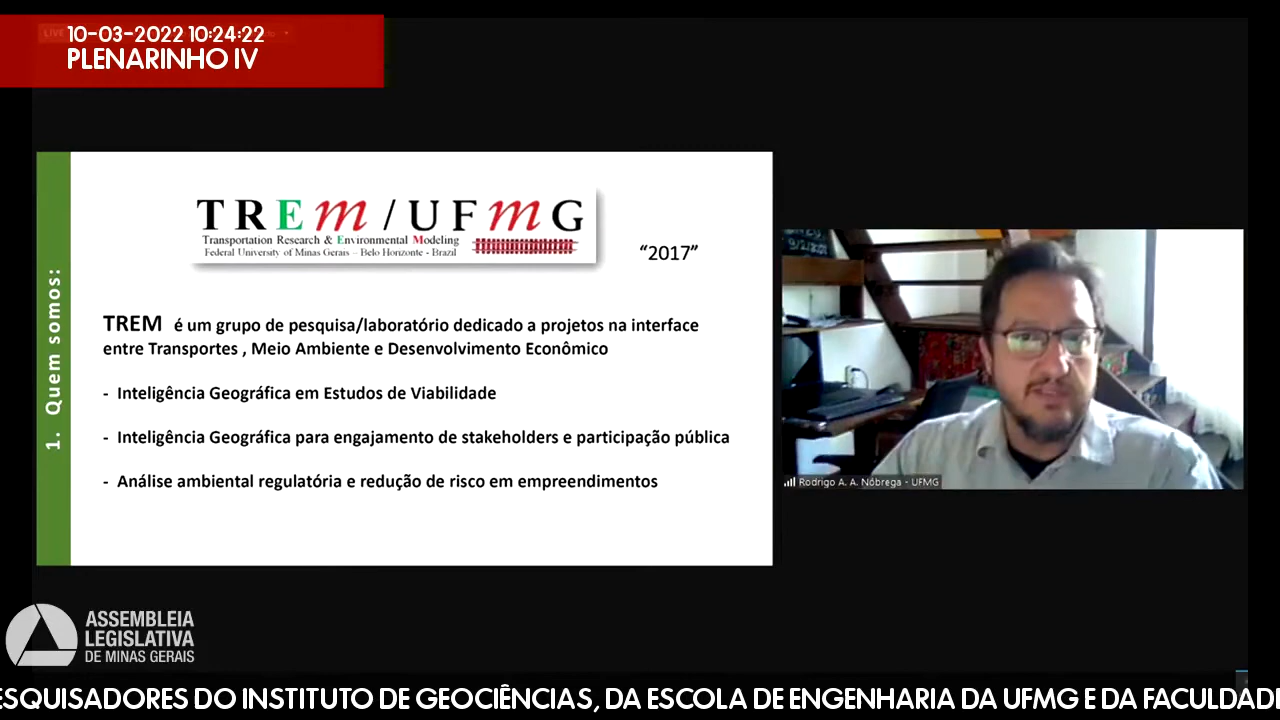 LIVE
10-03-2022 10:24:22
PLENARINHO IV
TREm/UFmG
Transportation Research & Environmental Modeling
Federal University of Minas Gerais – Belo Horizonte - Brazil
“2017”
1. Quem somos:
TREM é um grupo de pesquisa/laboratório dedicado a projetos na interface
entre Transportes , Meio Ambiente e Desenvolvimento Econômico
- Inteligência Geográfica em Estudos de Viabilidade
- Inteligência Geográfica para engajamento de stakeholders e participação pública
- Análise ambiental regulatória e redução de risco em empreendimentos
Rodrigo A. A. Nóbrega - UFMG
ASSEMBLEIA
LEGISLATIVA
DE MINAS GERAIS
ESQUISADORES DO INSTITUTO DE GEOCIÊNCIAS, DA ESCOLA DE ENGENHARIA DA UFMG E DA FACULDADE